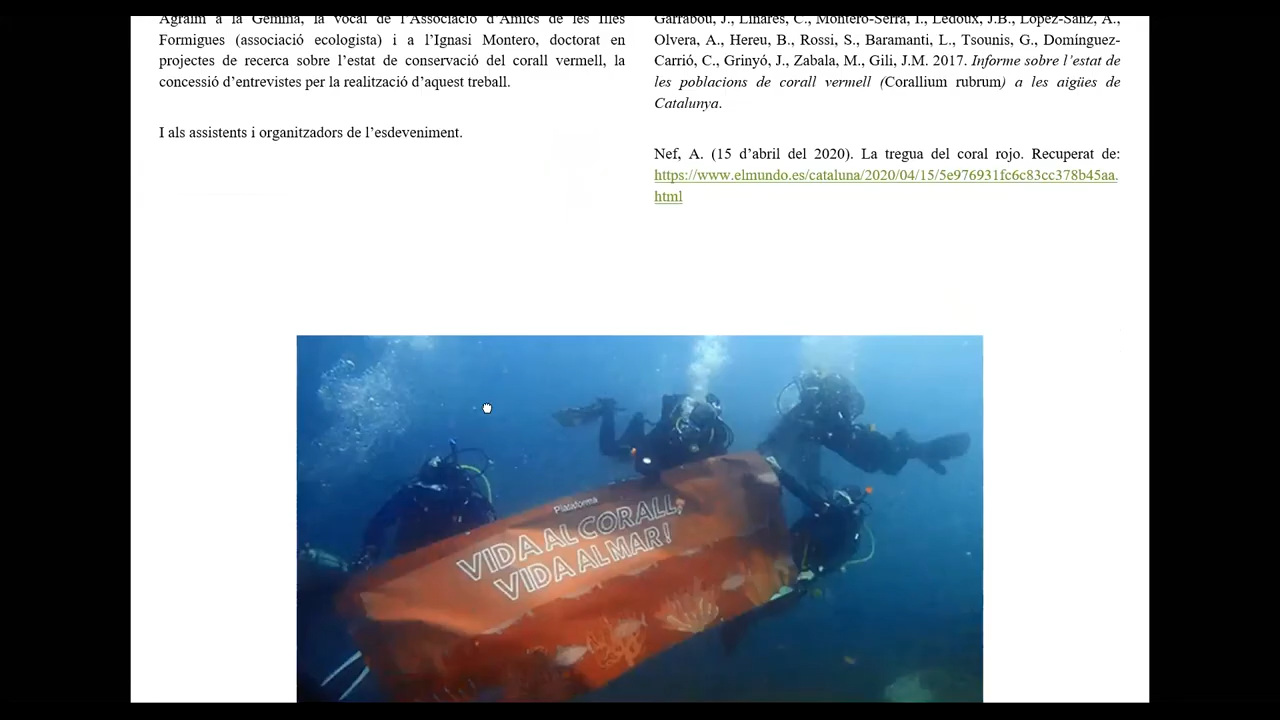 Agraim a la Gemma, la vocal de l’Associació d’Amics de les Illes
Formigues (associació ecologista) i a l’Ignasi Montero, doctorat en
projectes de recerca sobre l’estat de conservació del corall vermell, la
concessió d’entrevistes per la realització d’aquest treball.
I als assistents i organitzadors de l’esdeveniment.
Garrabou, J., Linares, C., Montero-Serra, I., Ledoux, J.B., López-Sanz, A.,
Olvera, A., Hereu, B., Rossi, S., Baramanti, L., Tsounis, G., Domínguez-
Carrió, C., Grinyó, J., Zabala, M., Gili, J.M. 2017. Informe sobre l’estat de
les poblacions de corall vermell (Corallium rubrum) a les aigües de
Catalunya.
Nef, A. (15 d’abril del 2020). La tregua del coral rojo. Recuperat de:
https://www.elmundo.es/cataluna/2020/04/15/5e976931fc6c83cc378b45aa.
html
Plataforma
VIDA AL CORALL,
VIDA AL MAR!